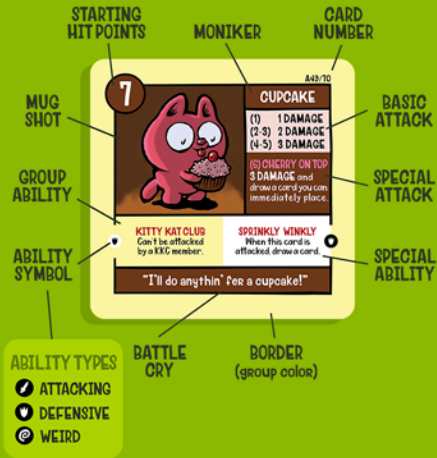 STARTING
HIT POINTS
MONIKER
CARD
NUMBER
A49/70
7
CUPCAKE
MUG
SHOT
(1) 1 DAMAGE
(2-3) 2 DAMAGE
(4-5) 3 DAMAGE
BASIC
ATTACK
(6) CHERRY ON TOP
3 DAMAGE and
draw a card you can
immediately place.
SPECIAL
ATTACK
GROUP
ABILITY
KITTY KAT CLUB
Can't be attacked
by a KKC member.
SPRINKLY WINKLY
When this card is
attacked, draw a card.
ABILITY
SYMBOL
SPECIAL
ABILITY
"I'll do anythin' fer a cupcake!"
BATTLE
CRY
BORDER
(group color)
ABILITY TYPES
ATTACKING
DEFENSIVE
WEIRD